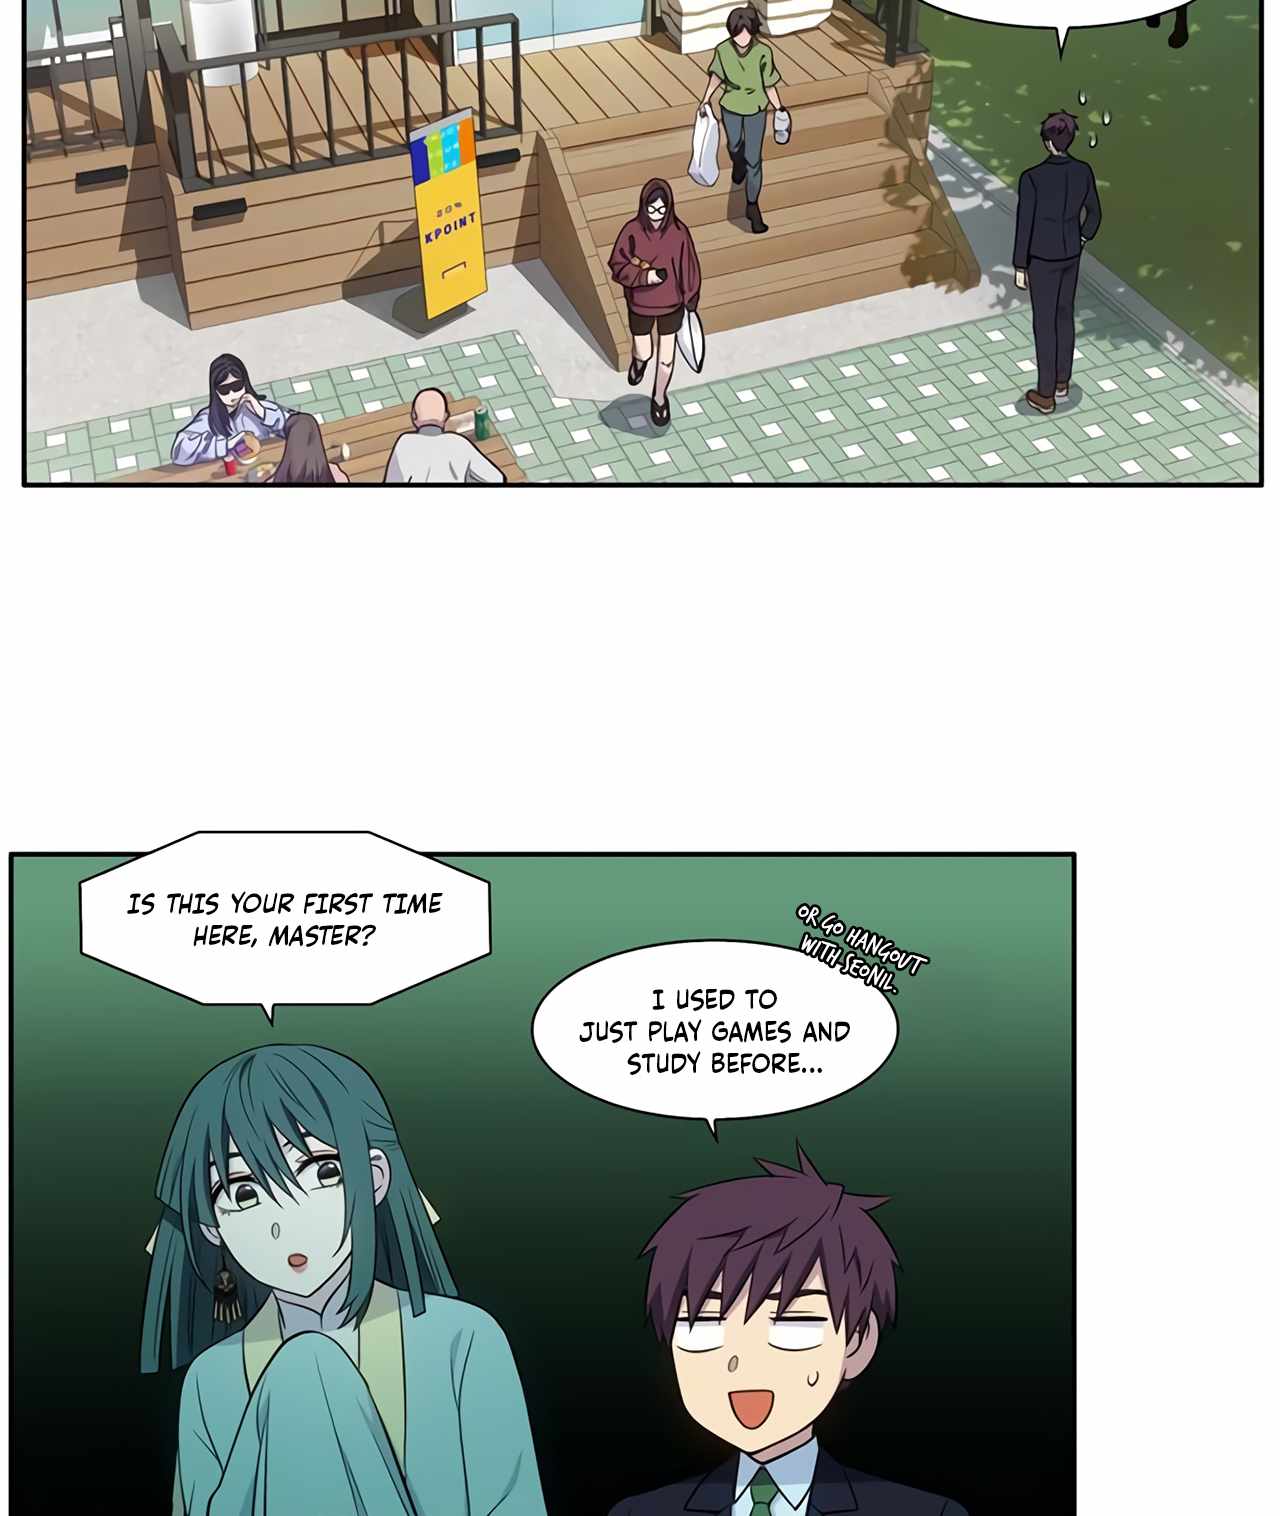 20%
KPOINT
IS THIS YOUR FIRST TIME
HERE, MASTER?
OR GO HANGOUT
WITH SEONIL.
I USED TO
JUST PLAY GAMES AND
STUDY BEFORE...